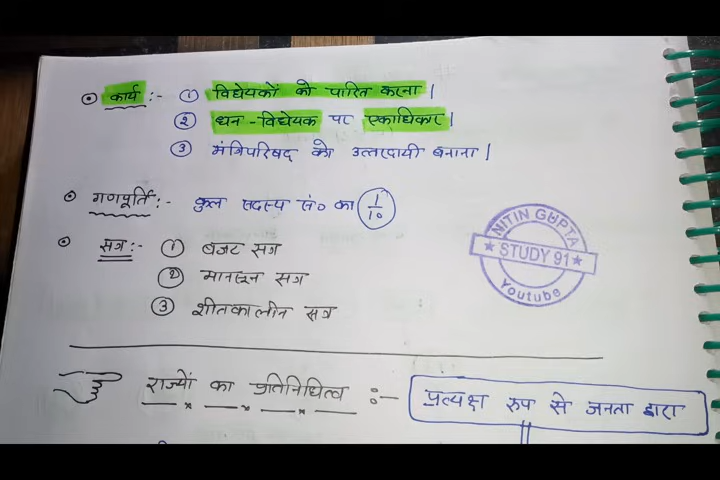 ⊙ कार्य :- ① विधेयकों को पारित करना |
② धन - विधेयक पर एकाधिकार |
③ मंत्रिपरिषद को उत्तरदायी बनाना |
⊙ गणपूर्ति :- कुल सदस्य सं० का 1/10
⊙ सत्र :- ① बजट सत्र
② मानसून सत्र
③ शीतकालीन सत्र
NITIN GUPTA
★ STUDY 91 ★
Youtube
राज्यों का प्रतिनिधित्व :- प्रत्यक्ष रुप से जनता द्वारा